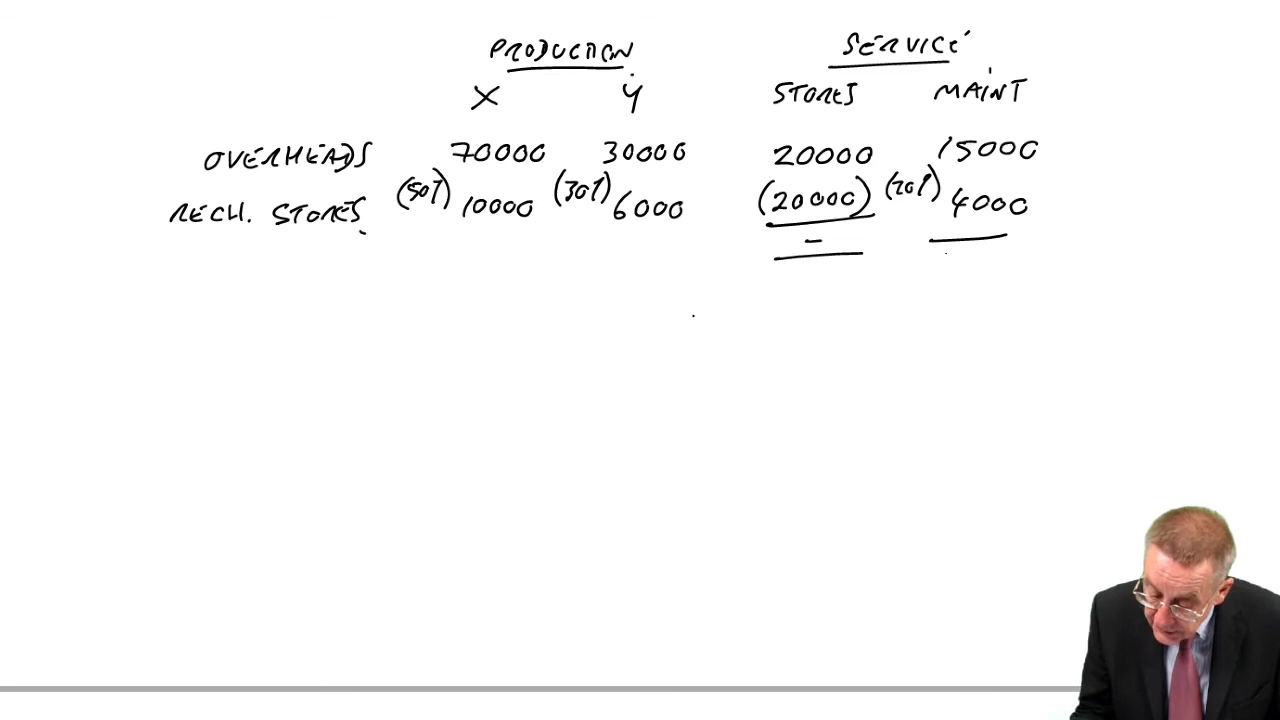 PRODUCTION SERVICE
X Y STORES MAINT
OVERHEADS 70000 30000 20000 15000
RECH. STORES (50%) 10000 (30%) 6000 (20000) (20%) 4000
-